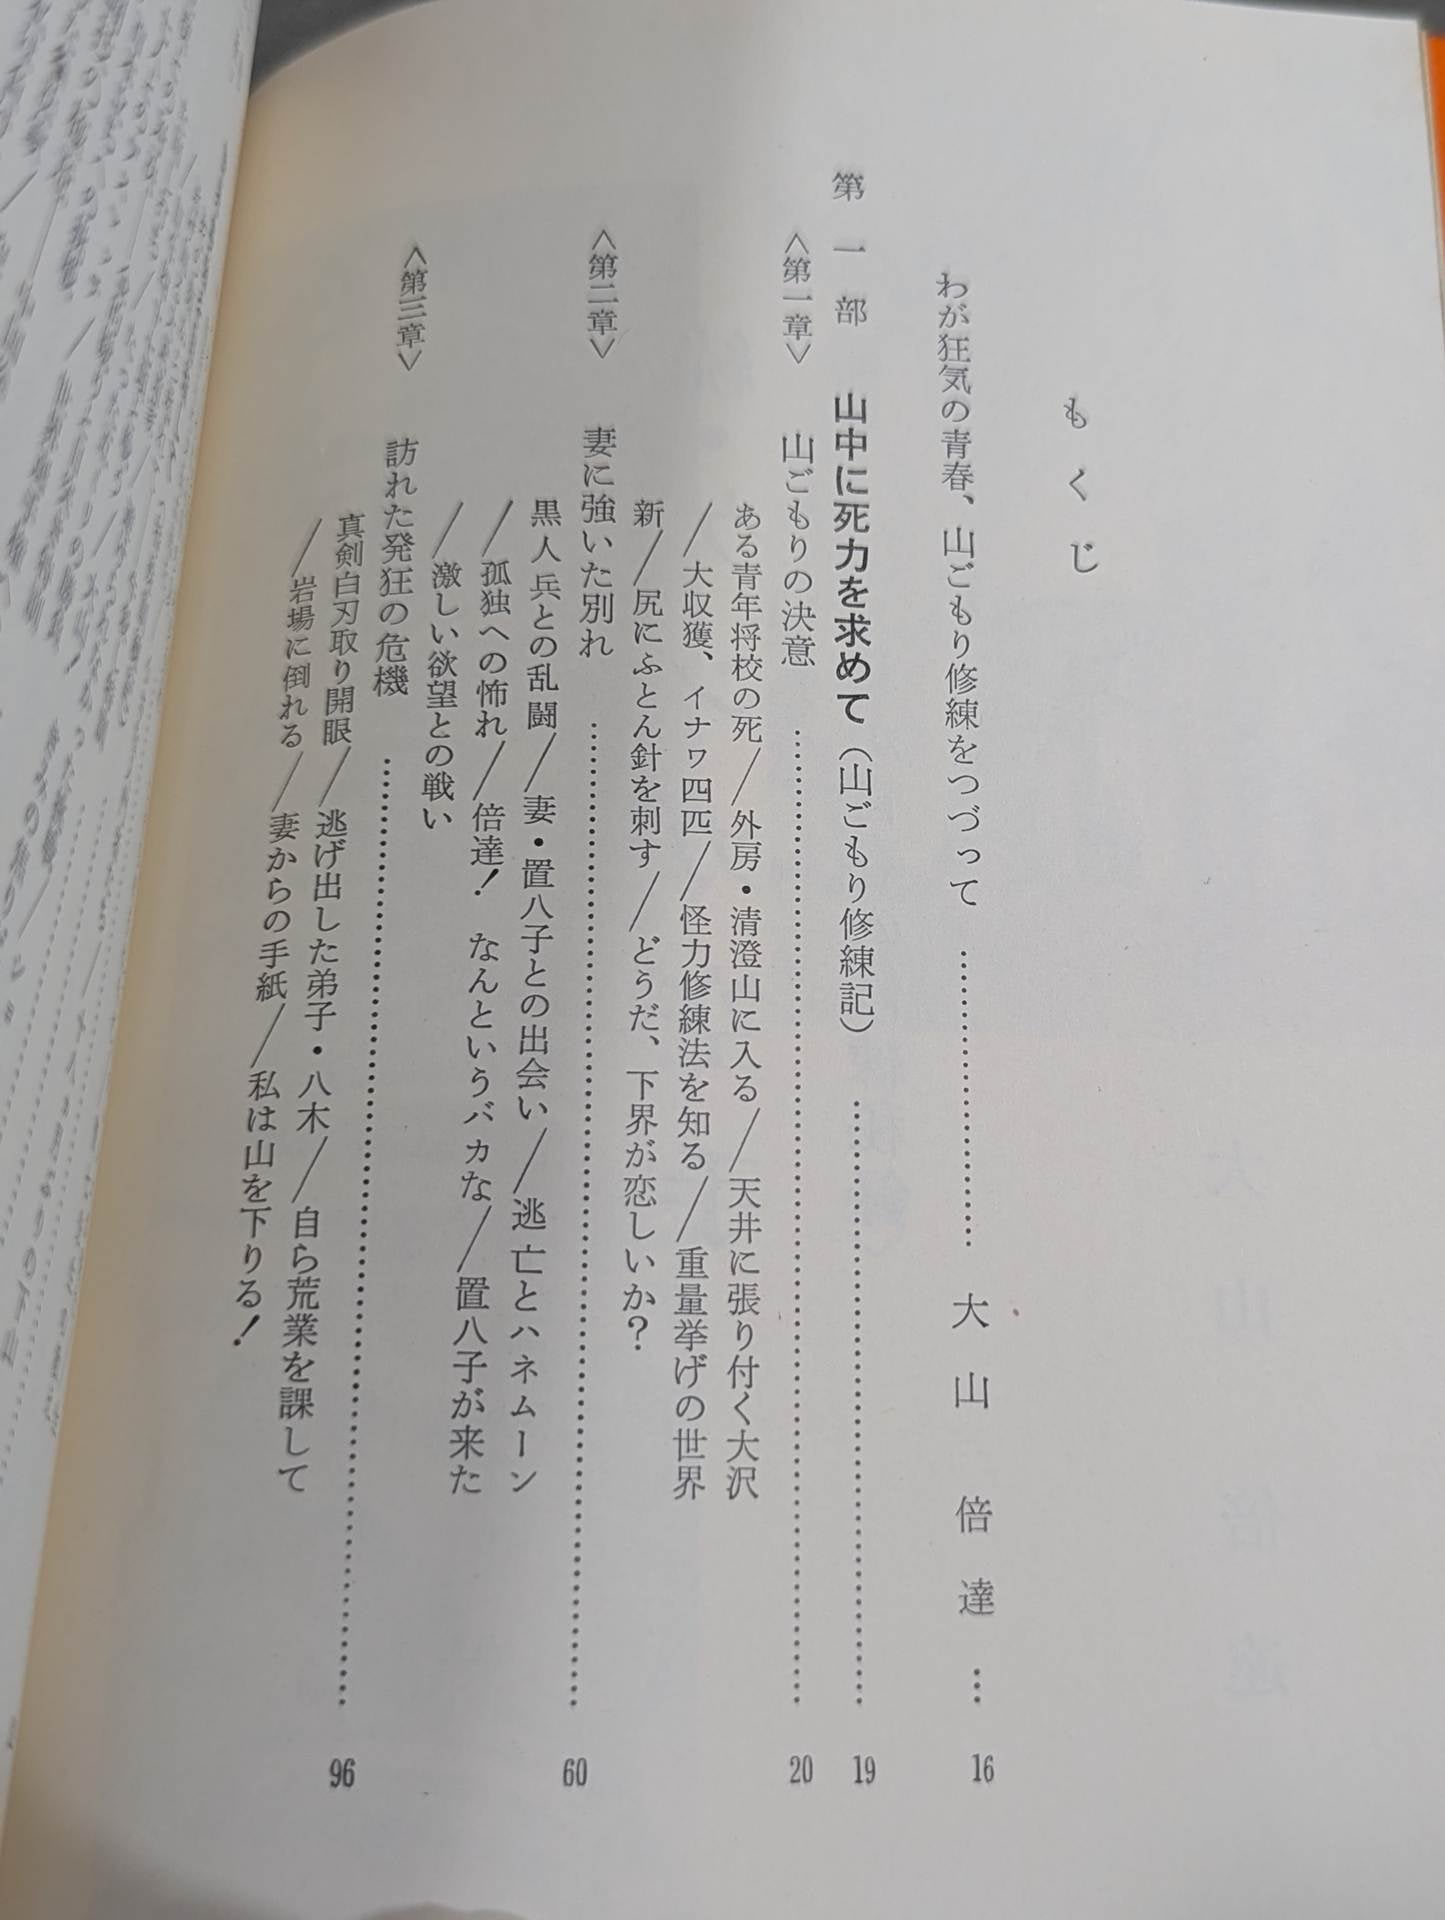 もくじ
わが狂気の青春、山ごもり修練をつづって ………………… 大山倍達 … 16
第一部 山中に死力を求めて（山ごもり修練記） ………………… 19
〈第一章〉 山ごもりの決意 ………………… 20
ある青年将校の死／外房・清澄山に入る／天井に張り付く大沢
／大収獲、イナワ四匹／怪力修練法を知る／重量挙げの世界
新／尻にふとん針を刺す／どうだ、下界が恋しいか?
〈第二章〉 妻に強いた別れ ………………… 60
黒人兵との乱闘／妻・置八子との出会い／逃亡とハネムーン
／孤独への怖れ／倍達！　なんというバカな／置八子が来た
／激しい欲望との戦い
〈第三章〉 訪れた発狂の危機 ………………… 96
真剣白刃取り開眼／逃げ出した弟子・八木／自ら荒業を課して
／岩場に倒れる／妻からの手紙／私は山を下りる！